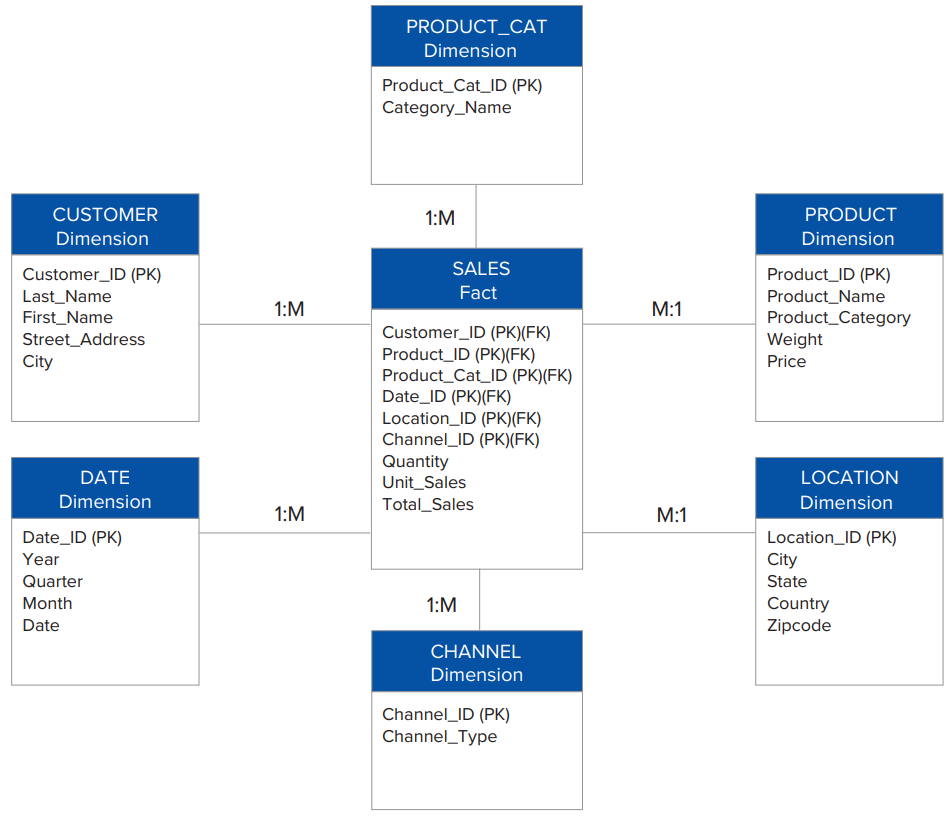 PRODUCT_CAT
Dimension
Product_Cat_ID (PK)
Category_Name
1:M
CUSTOMER
Dimension
Customer_ID (PK)
Last_Name
First_Name
Street_Address
City
1:M
SALES
Fact
Customer_ID (PK)(FK)
Product_ID (PK)(FK)
Product_Cat_ID (PK)(FK)
Date_ID (PK)(FK)
Location_ID (PK)(FK)
Channel_ID (PK)(FK)
Quantity
Unit_Sales
Total_Sales
M:1
PRODUCT
Dimension
Product_ID (PK)
Product_Name
Product_Category
Weight
Price
DATE
Dimension
Date_ID (PK)
Year
Quarter
Month
Date
1:M
M:1
LOCATION
Dimension
Location_ID (PK)
City
State
Country
Zipcode
1:M
CHANNEL
Dimension
Channel_ID (PK)
Channel_Type